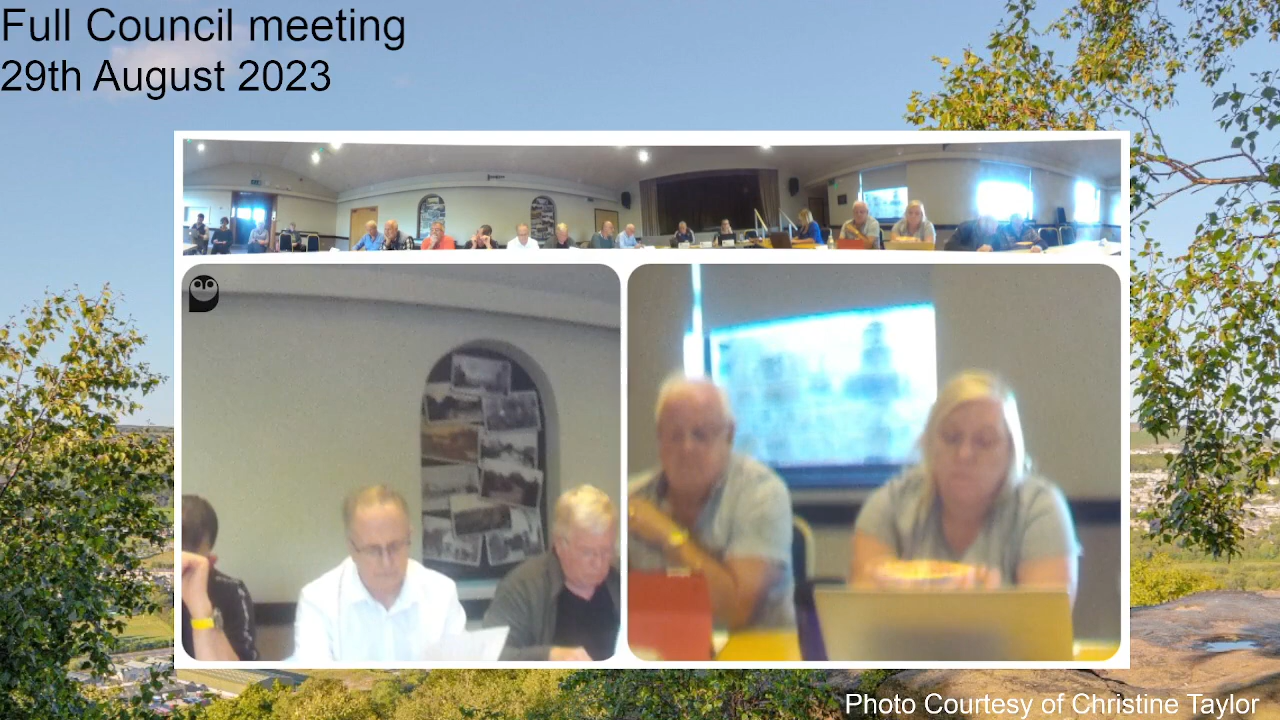 Full Council meeting
29th August 2023
Photo Courtesy of Christine Taylor